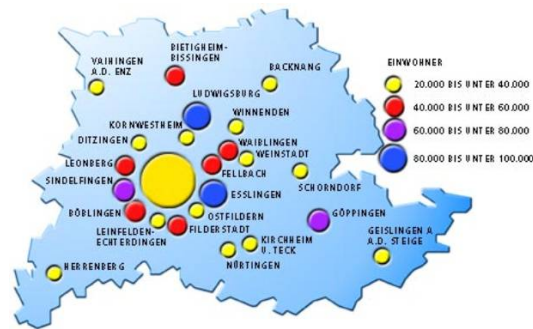 VAIHINGEN
A.D. ENZ
BIETIGHEIM-
BISSINGEN
BACKNANG
LUDWIGSBURG
WINNENDEN
KORNWESTHEIM
DITZINGEN
WAIBLINGEN
WEINSTADT
LEONBERG
FELLBACH
SINDELFINGEN
SCHORNDORF
ESSLINGEN
BÖBLINGEN
OSTFILDERN
GÖPPINGEN
LEINFELDEN-
ECHTERDINGEN
FILDERSTADT
KIRCHHEIM
U. TECK
GEISLINGEN A
A.D. STEIGE
NÜRTINGEN
HERRENBERG
EINWOHNER
20.000 BIS UNTER 40.000
40.000 BIS UNTER 60.000
60.000 BIS UNTER 80.000
80.000 BIS UNTER 100.000